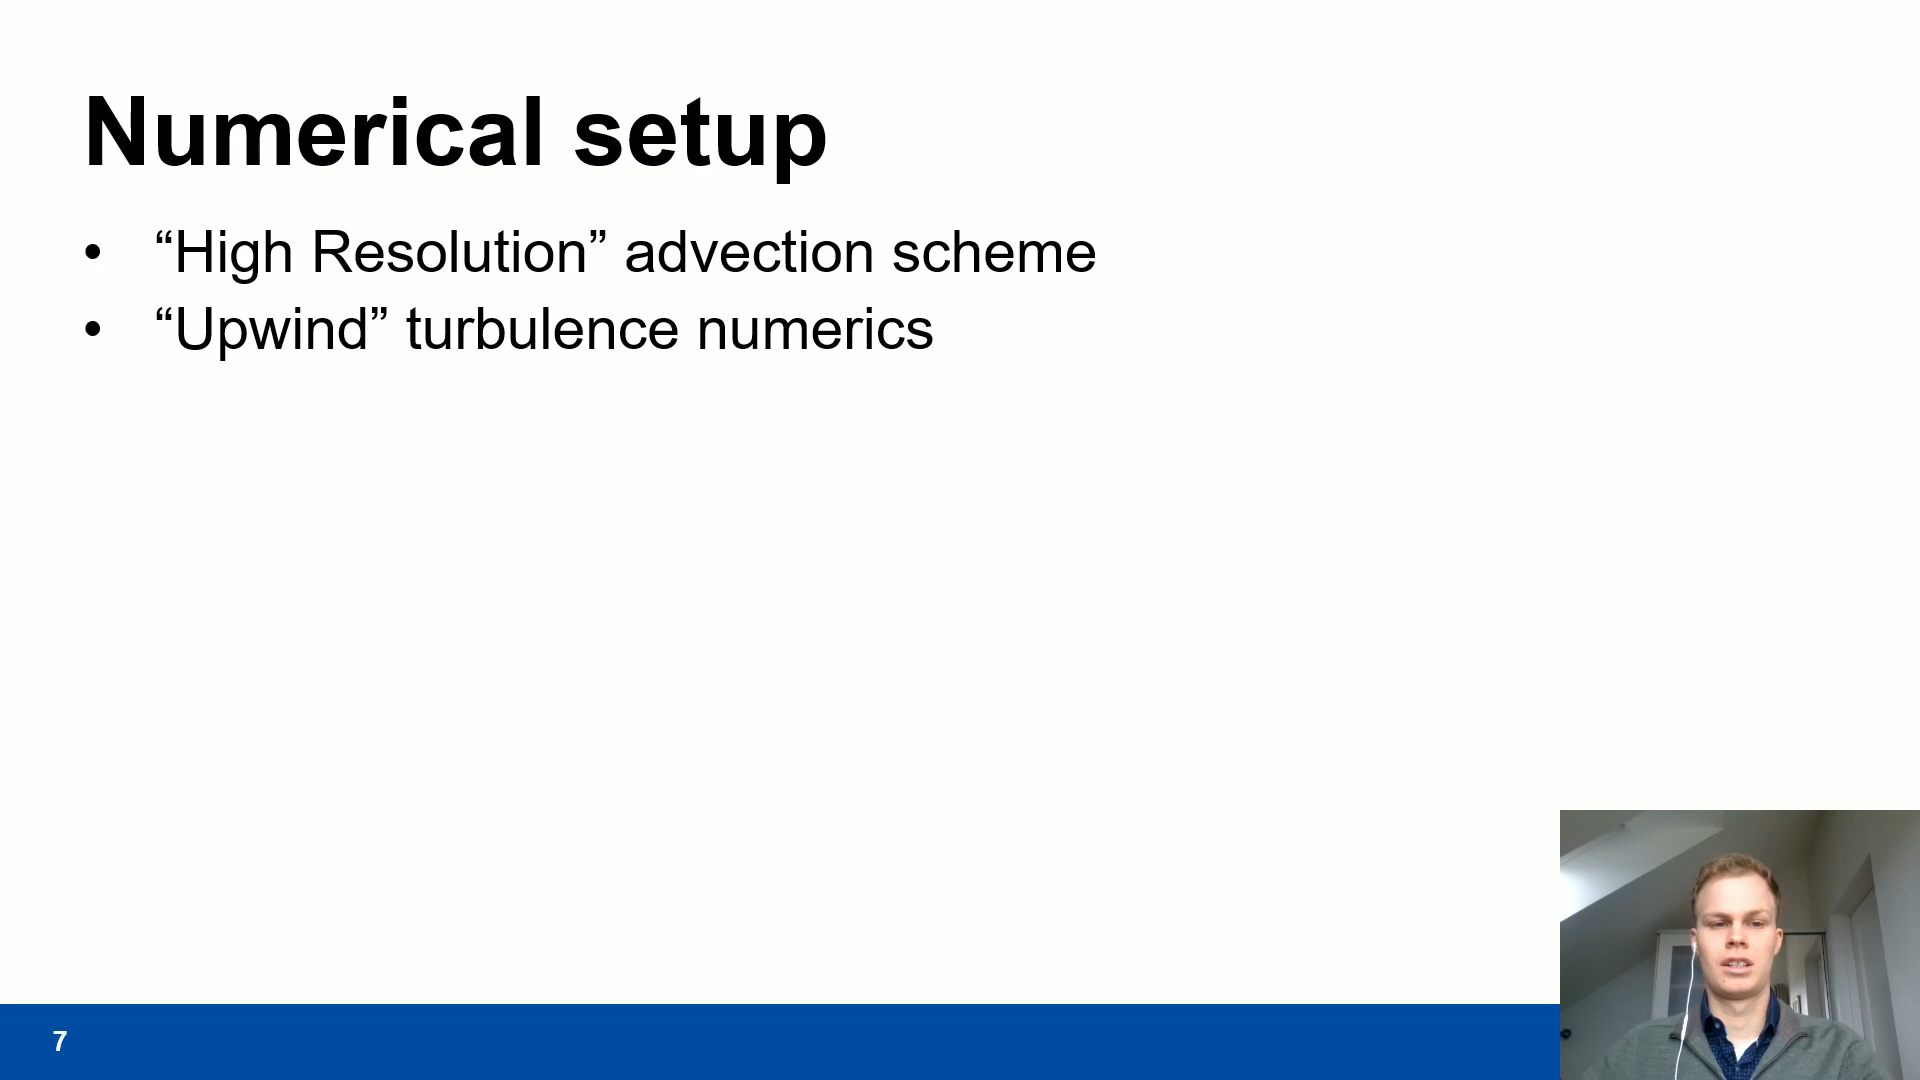 Numerical setup
• “High Resolution” advection scheme
• “Upwind” turbulence numerics
7